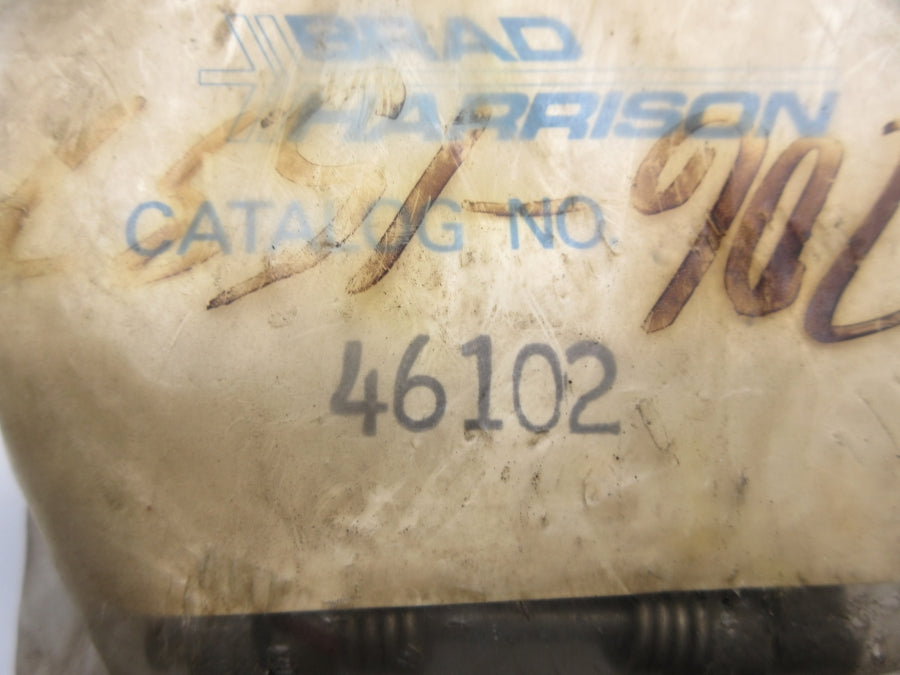 BRAD
HARRISON
CATALOG NO.
46102